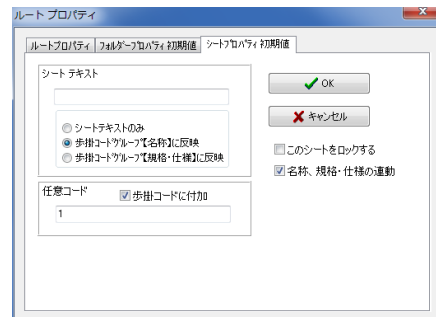 ルート プロパティ
ルートプロパティ フォルダープロパティ 初期値 シートプロパティ 初期値
シート テキスト
シートテキストのみ
歩掛コードグループ【名称】に反映
歩掛コードグループ【規格・仕様】に反映
任意コード 歩掛コードに付加
1
OK
キャンセル
このシートをロックする
名称、規格・仕様の連動